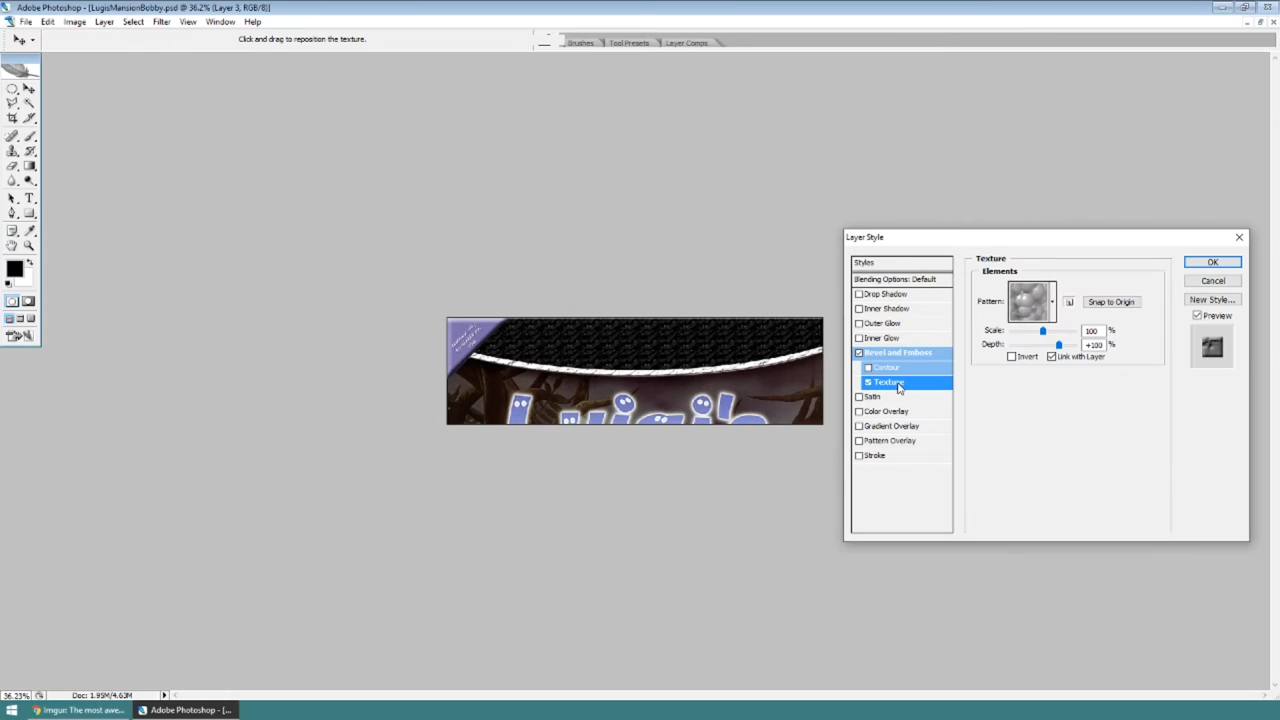 Adobe Photoshop - [LugisMansionBobby.psd @ 36.2% (Layer 3, RGB/8)]
File Edit Image Layer Select Filter View Window Help
Click and drag to reposition the texture.
Brushes Tool Presets Layer Comps
Layer Style
Styles
Blending Options: Default
Drop Shadow
Inner Shadow
Outer Glow
Inner Glow
Bevel and Emboss
Contour
Texture
Satin
Color Overlay
Gradient Overlay
Pattern Overlay
Stroke
Texture
Elements
Pattern:
Snap to Origin
Scale: 100 %
Depth: +100 %
Invert Link with Layer
OK
Cancel
New Style...
Preview
Luigi's
36.23% Doc: 1.95M/4.63M
Imgur: The most awe...
Adobe Photoshop - [...